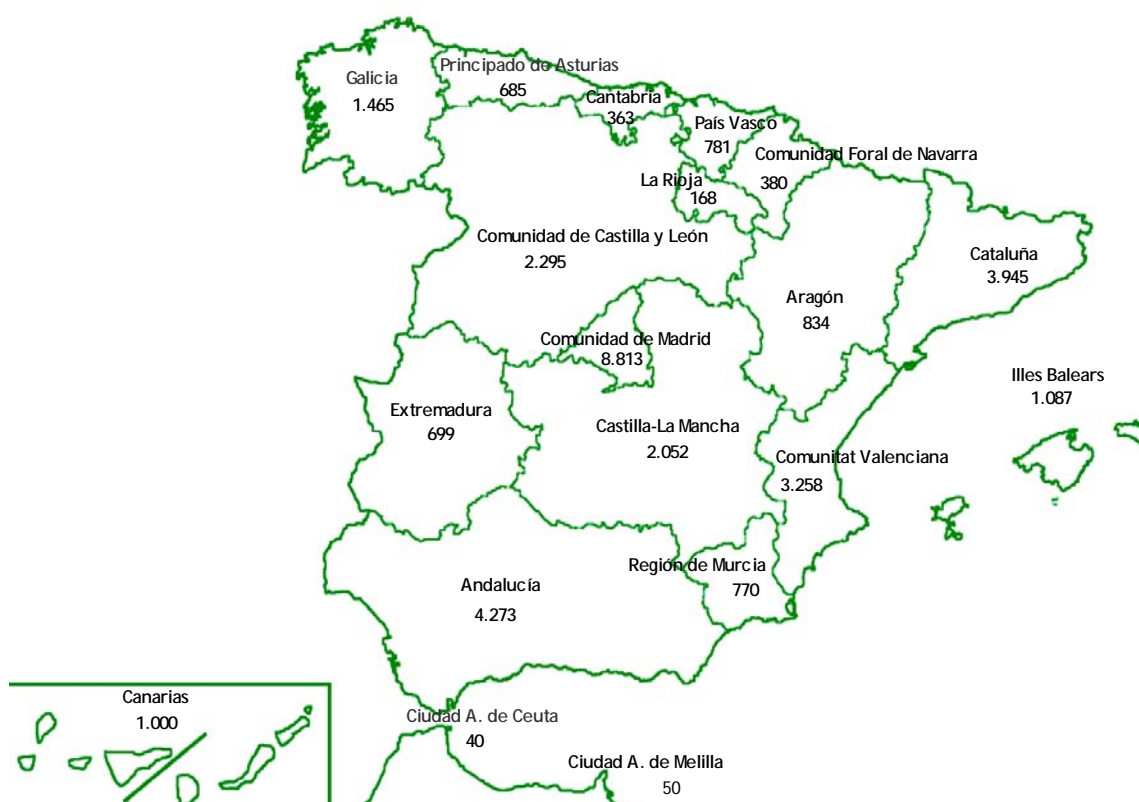 Principado de Asturias
685
Galicia
1.465
Cantabria
363
País Vasco
781
Comunidad Foral de Navarra
380
La Rioja
168
Comunidad de Castilla y León
2.295
Cataluña
3.945
Aragón
834
Comunidad de Madrid
8.813
Illes Balears
1.087
Extremadura
699
Castilla-La Mancha
2.052
Comunitat Valenciana
3.258
Región de Murcia
770
Andalucía
4.273
Canarias
1.000
Ciudad A. de Ceuta
40
Ciudad A. de Melilla
50